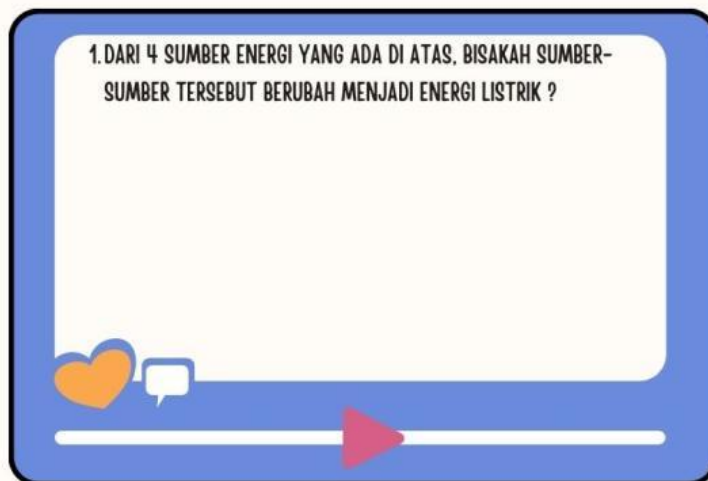 1. DARI 4 SUMBER ENERGI YANG ADA DI ATAS, BISAKAH SUMBER-
SUMBER TERSEBUT BERUBAH MENJADI ENERGI LISTRIK ?